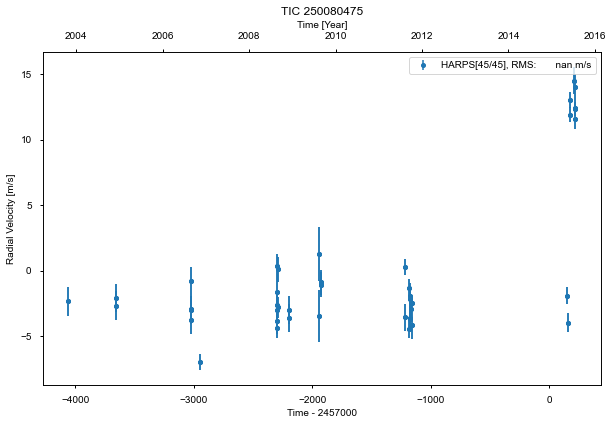 TIC 250080475
Time [Year]
2004 2006 2008 2010 2012 2014 2016
HARPS[45/45], RMS: nan m/s
15
10
5
0
−5
Radial Velocity [m/s]
−4000 −3000 −2000 −1000 0
Time - 2457000